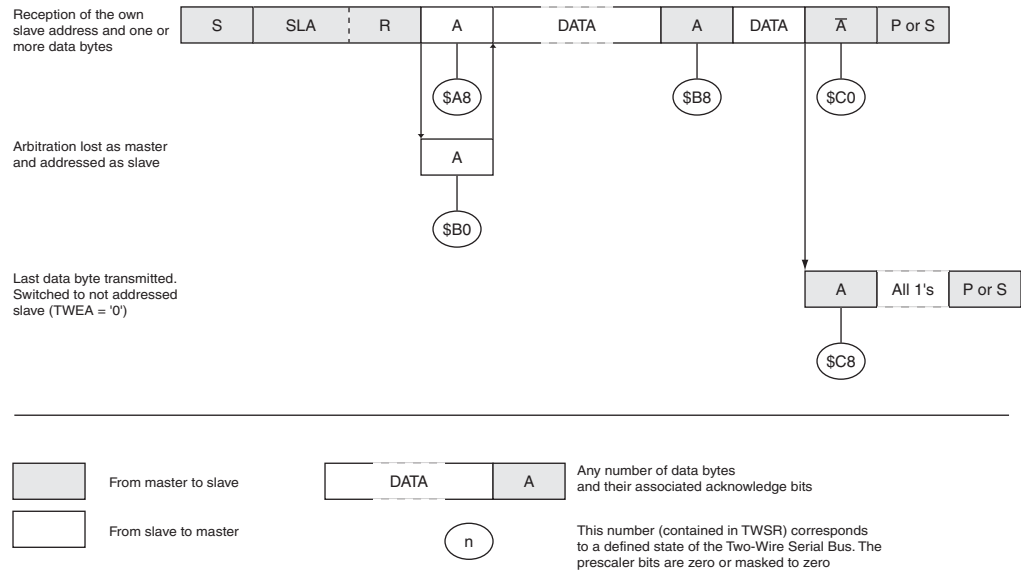 Reception of the own
slave address and one or
more data bytes
S SLA R A DATA A DATA A̅ P or S
$A8 $B8 $C0
Arbitration lost as master
and addressed as slave
A
$B0
Last data byte transmitted.
Switched to not addressed
slave (TWEA = '0')
A All 1's P or S
$C8
From master to slave
From slave to master
DATA A
Any number of data bytes
and their associated acknowledge bits
n
This number (contained in TWSR) corresponds
to a defined state of the Two-Wire Serial Bus. The
prescaler bits are zero or masked to zero